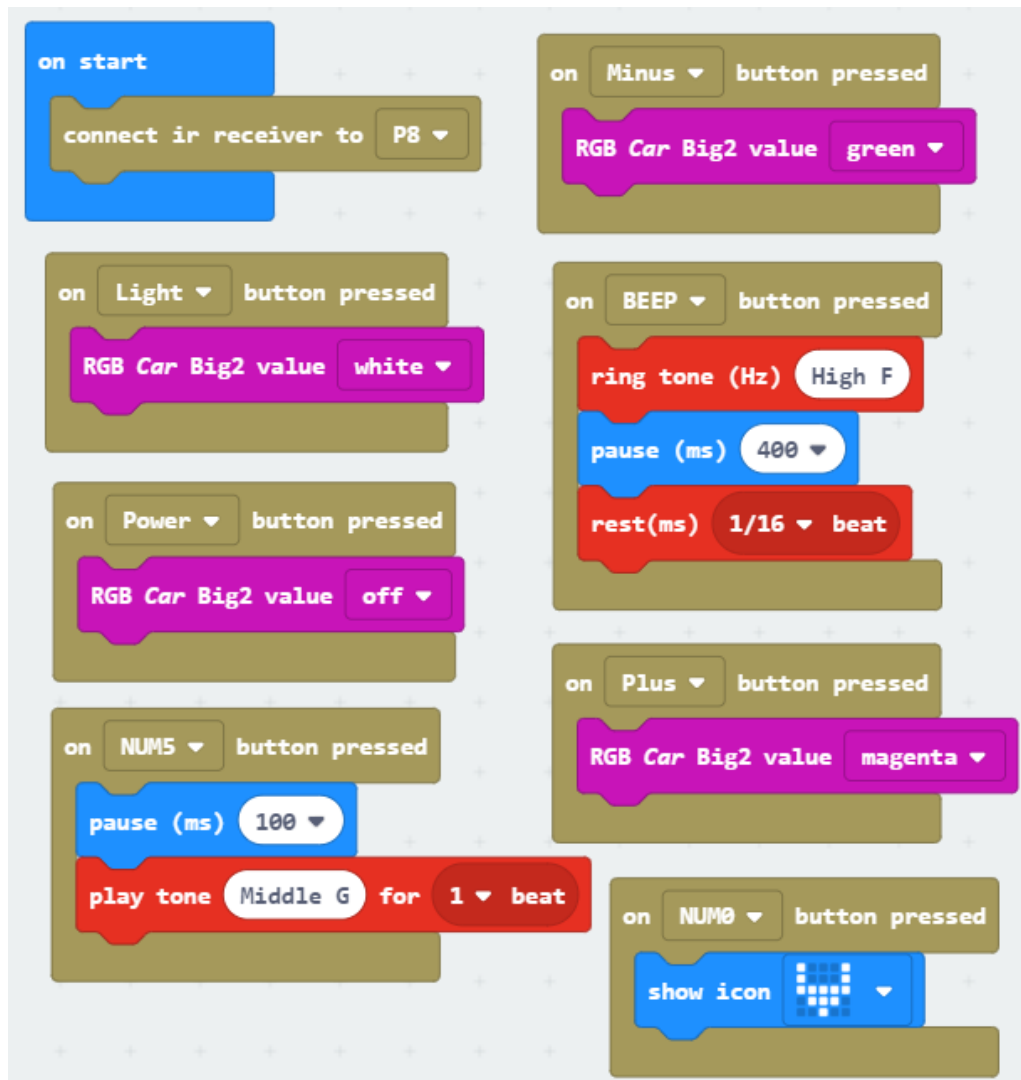 on start
connect ir receiver to P8
on Light button pressed
RGB Car Big2 value white
on Power button pressed
RGB Car Big2 value off
on NUM5 button pressed
pause (ms) 100
play tone Middle G for 1 beat
on Minus button pressed
RGB Car Big2 value green
on BEEP button pressed
ring tone (Hz) High F
pause (ms) 400
rest(ms) 1/16 beat
on Plus button pressed
RGB Car Big2 value magenta
on NUM0 button pressed
show icon